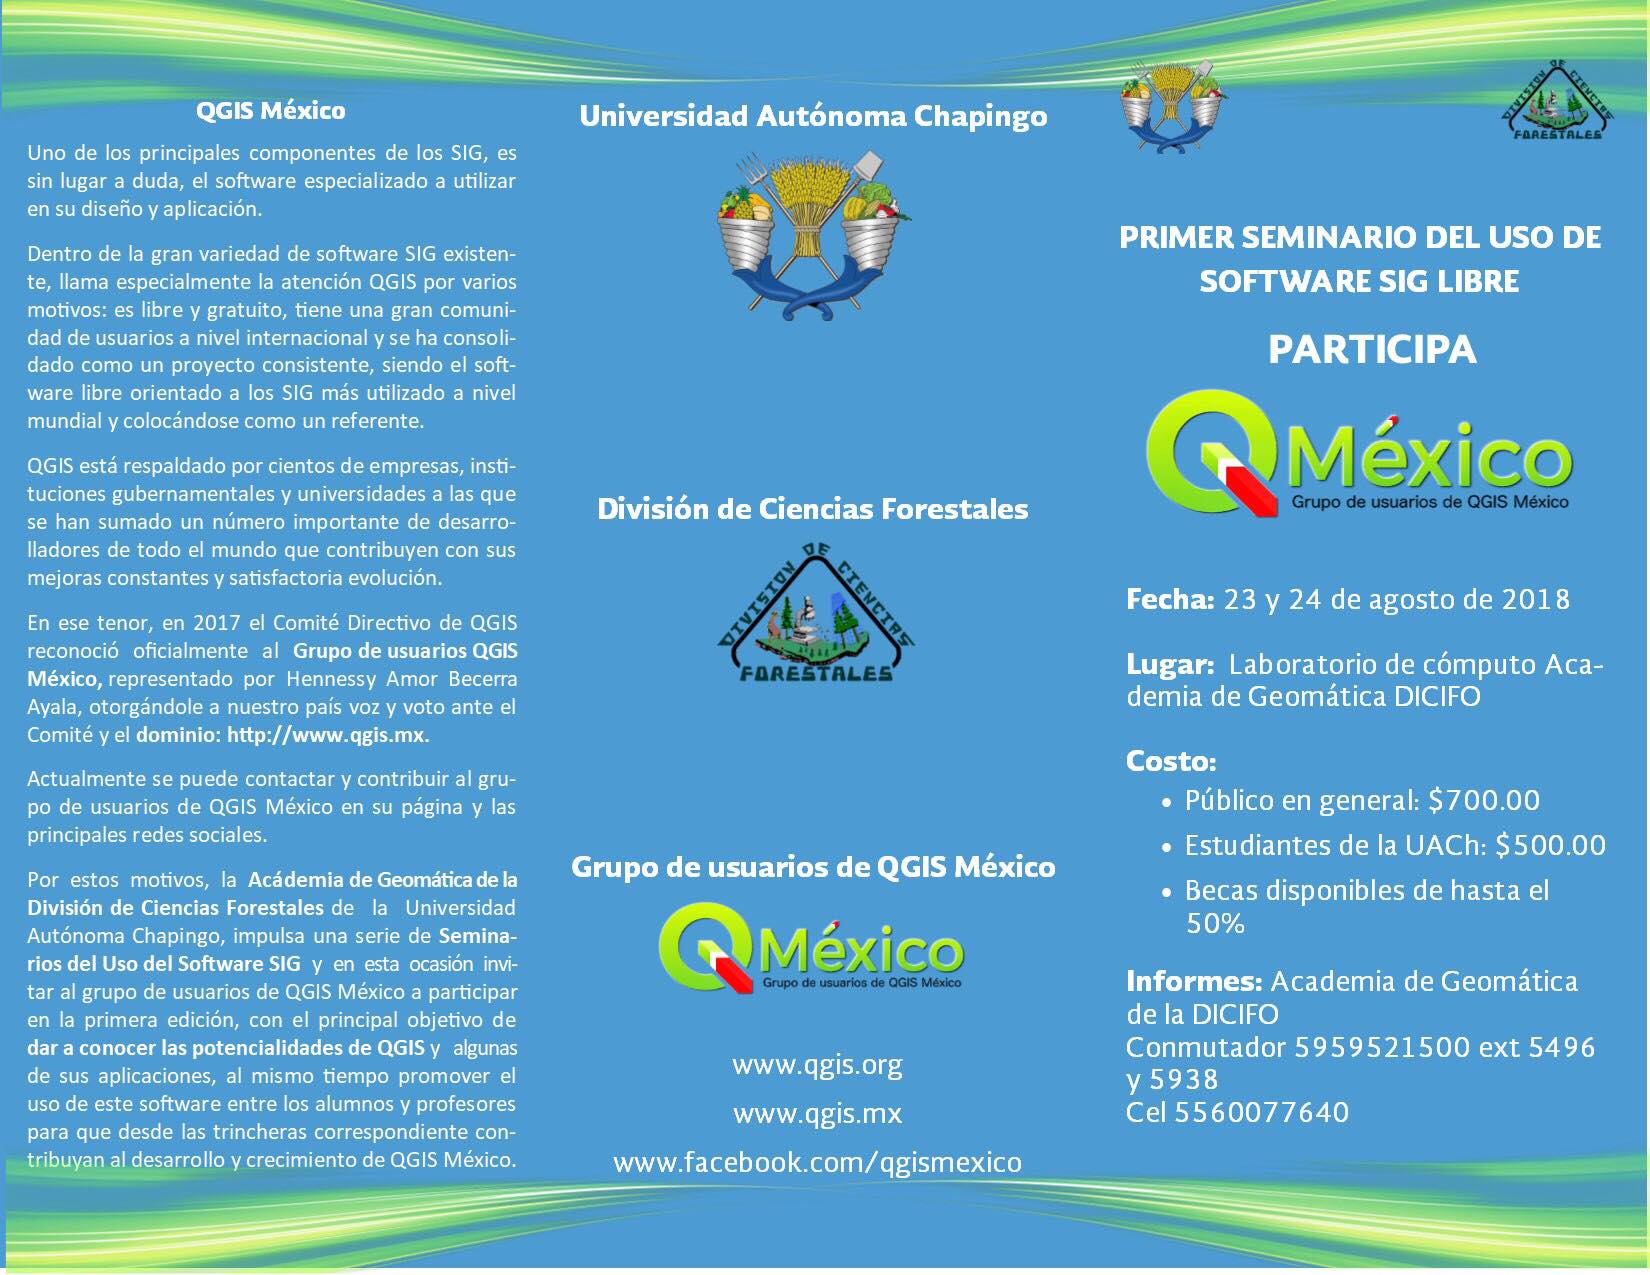 QGIS México
Uno de los principales componentes de los SIG, es
sin lugar a duda, el software especializado a utilizar
en su diseño y aplicación.
Dentro de la gran variedad de software SIG existen-
te, llama especialmente la atención QGIS por varios
motivos: es libre y gratuito, tiene una gran comuni-
dad de usuarios a nivel internacional y se ha consoli-
dado como un proyecto consistente, siendo el soft-
ware libre orientado a los SIG más utilizado a nivel
mundial y colocándose como un referente.
QGIS está respaldado por cientos de empresas, insti-
tuciones gubernamentales y universidades a las que
se han sumado un número importante de desarro-
lladores de todo el mundo que contribuyen con sus
mejoras constantes y satisfactoria evolución.
En ese tenor, en 2017 el Comité Directivo de QGIS
reconoció oficialmente al Grupo de usuarios QGIS
México, representado por Hennessy Amor Becerra
Ayala, otorgándole a nuestro país voz y voto ante el
Comité y el dominio: http://www.qgis.mx.
Actualmente se puede contactar y contribuir al gru-
po de usuarios de QGIS México en su página y las
principales redes sociales.
Por estos motivos, la Acádemia de Geomática de la
División de Ciencias Forestales de la Universidad
Autónoma Chapingo, impulsa una serie de Semina-
rios del Uso del Software SIG y en esta ocasión invi-
tar al grupo de usuarios de QGIS México a participar
en la primera edición, con el principal objetivo de
dar a conocer las potencialidades de QGIS y algunas
de sus aplicaciones, al mismo tiempo promover el
uso de este software entre los alumnos y profesores
para que desde las trincheras correspondiente con-
tribuyan al desarrollo y crecimiento de QGIS México.
Universidad Autónoma Chapingo
División de Ciencias Forestales
DIVISION DE CIENCIAS
FORESTALES
Grupo de usuarios de QGIS México
QMéxico
Grupo de usuarios de QGIS México
www.qgis.org
www.qgis.mx
www.facebook.com/qgismexico
DIVISION DE CIENCIAS
FORESTALES
PRIMER SEMINARIO DEL USO DE
SOFTWARE SIG LIBRE
PARTICIPA
QMéxico
Grupo de usuarios de QGIS México
Fecha: 23 y 24 de agosto de 2018
Lugar: Laboratorio de cómputo Aca-
demia de Geomática DICIFO
Costo:
• Público en general: $700.00
• Estudiantes de la UACh: $500.00
• Becas disponibles de hasta el
50%
Informes: Academia de Geomática
de la DICIFO
Conmutador 5959521500 ext 5496
y 5938
Cel 5560077640